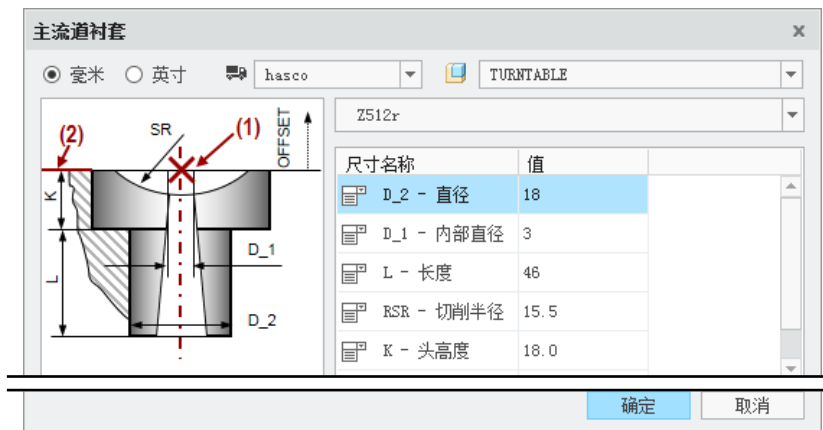 主流道衬套
毫米 英寸 hasco TURNTABLE
Z512r
(2) SR (1) OFFSET
K
L
D_1
D_2
尺寸名称 值
D_2 - 直径 18
D_1 - 内部直径 3
L - 长度 46
RSR - 切削半径 15.5
K - 头高度 18.0
确定 取消